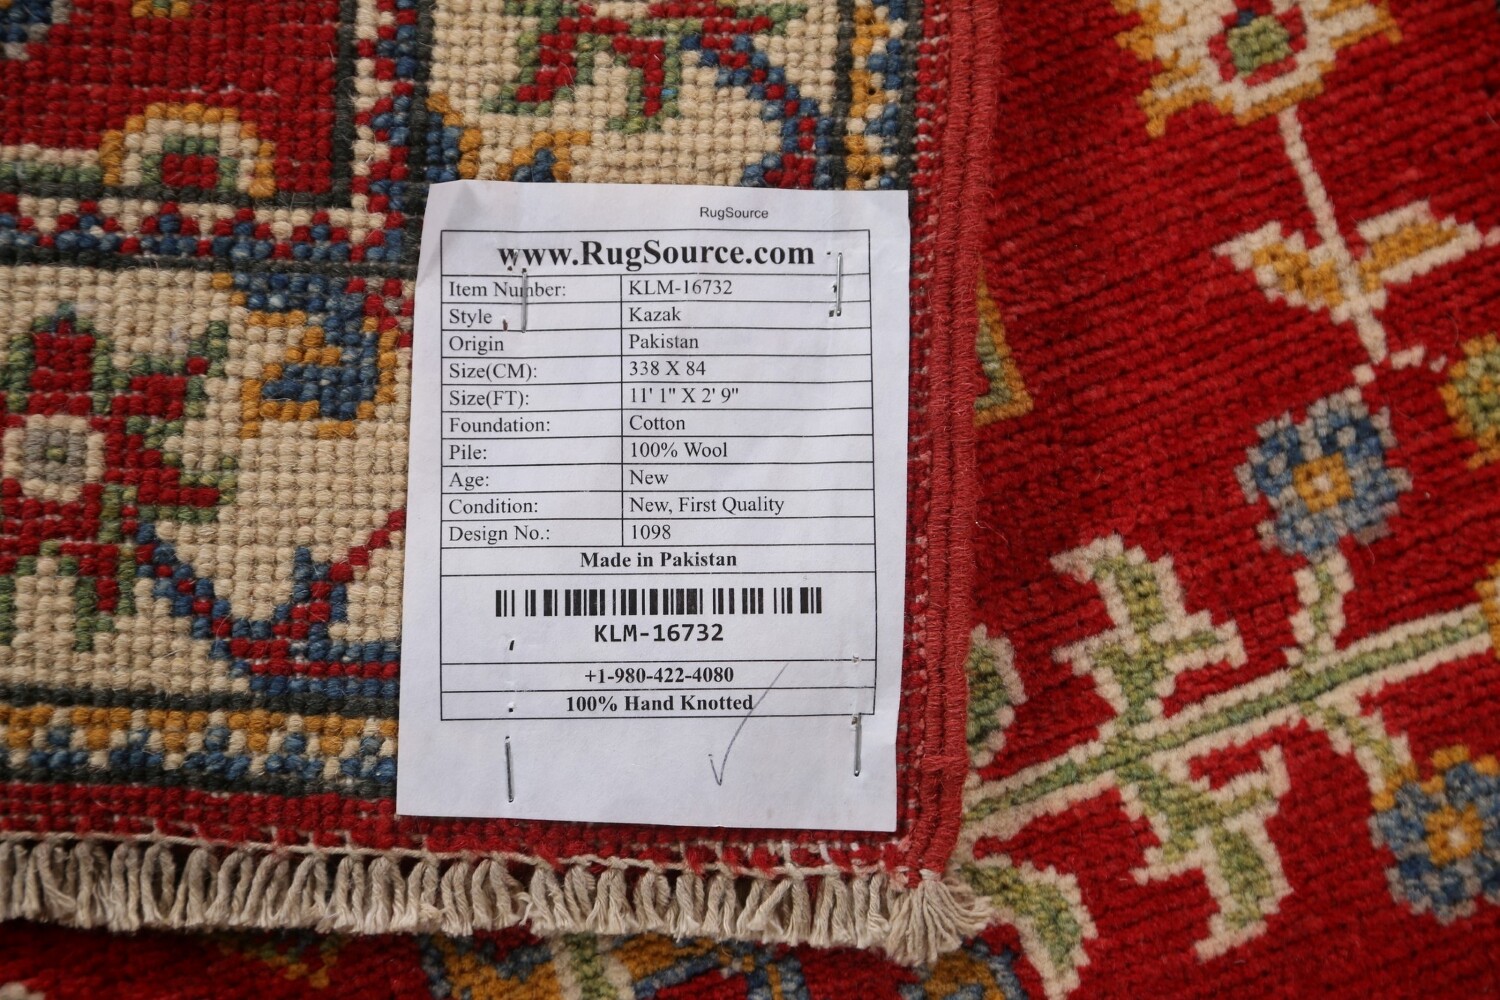 RugSource
www.RugSource.com
Item Number: KLM-16732
Style Kazak
Origin Pakistan
Size(CM): 338 X 84
Size(FT): 11' 1" X 2' 9"
Foundation: Cotton
Pile: 100% Wool
Age: New
Condition: New, First Quality
Design No.: 1098
Made in Pakistan
KLM-16732
+1-980-422-4080
100% Hand Knotted